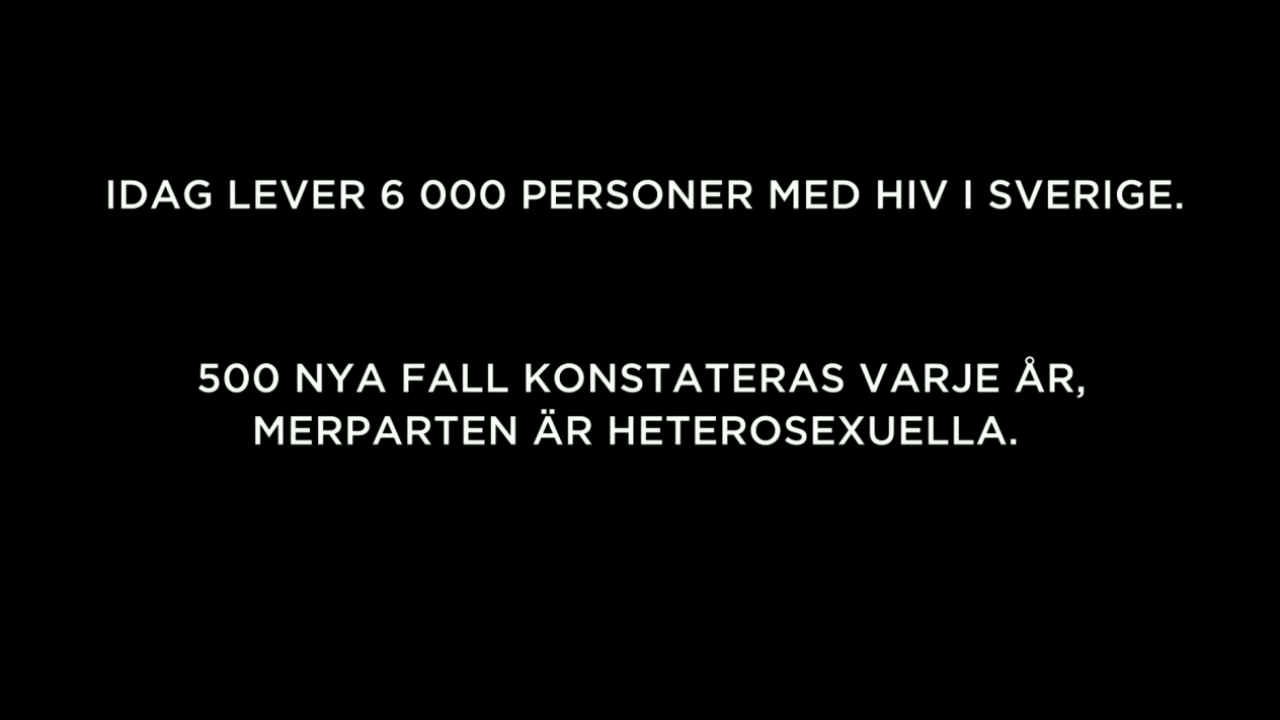 IDAG LEVER 6 000 PERSONER MED HIV I SVERIGE.
500 NYA FALL KONSTATERAS VARJE ÅR,
MERPARTEN ÄR HETEROSEXUELLA.